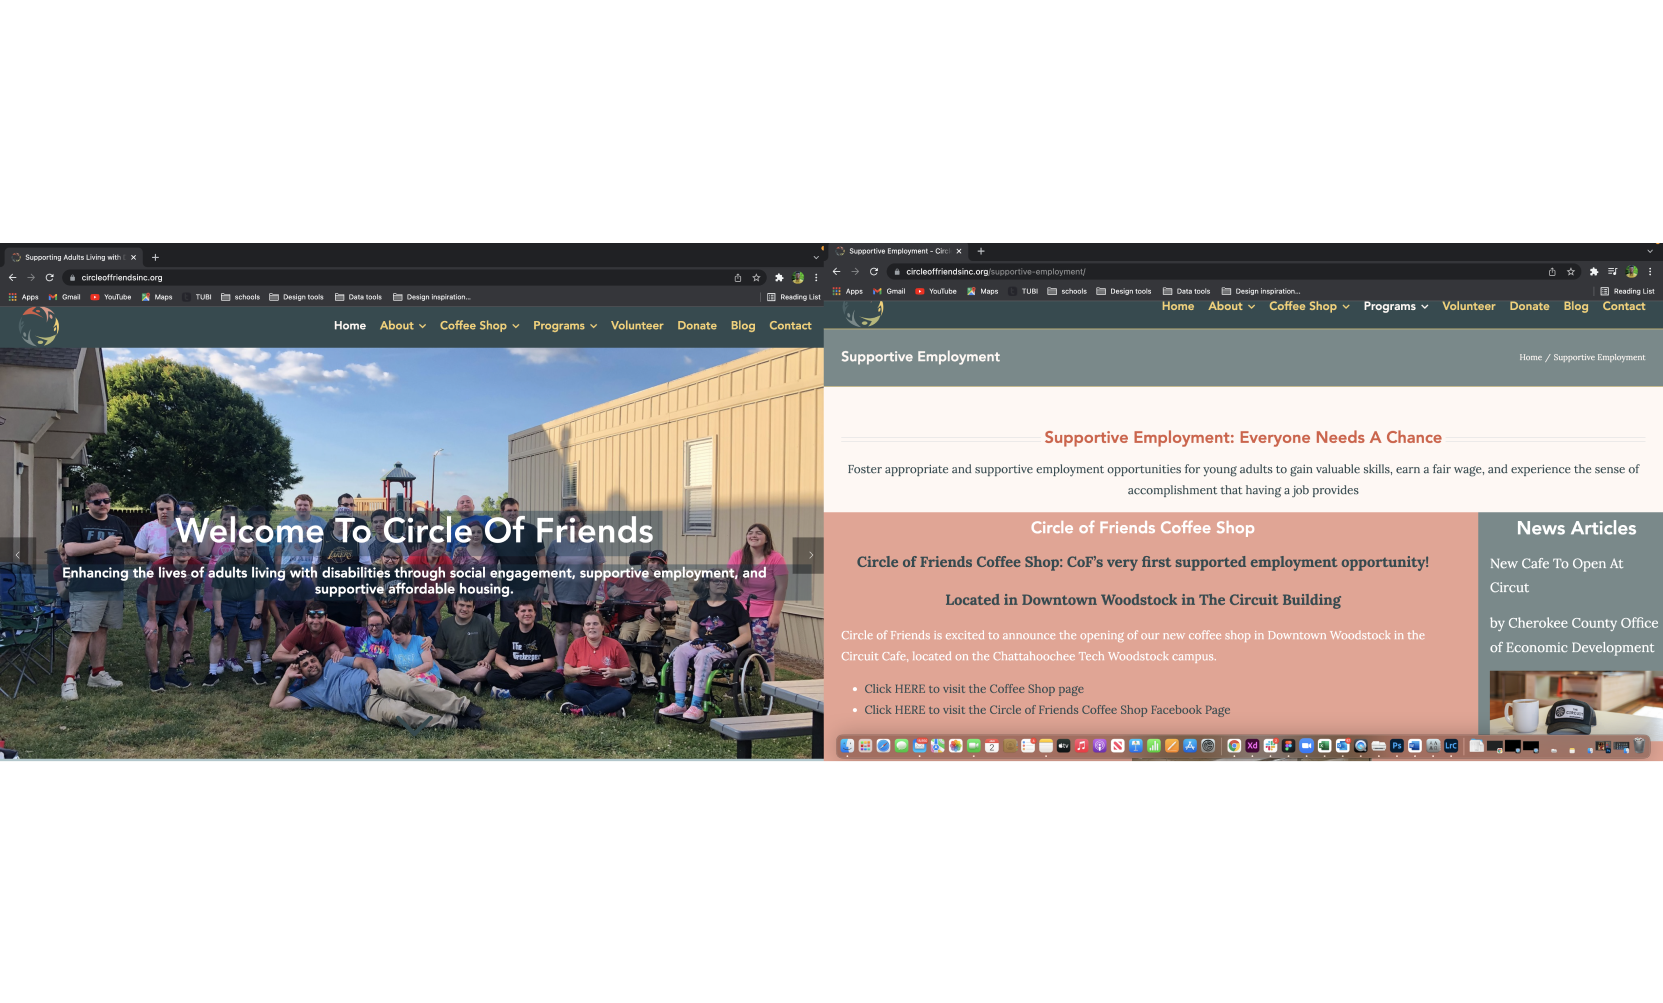 Supporting Adults Living with
circleoffriendsinc.org
Apps Gmail YouTube Maps TUBI schools Design tools Data tools Design inspiration... Reading List
Home About Coffee Shop Programs Volunteer Donate Blog Contact
Welcome To Circle Of Friends
Enhancing the lives of adults living with disabilities through social engagement, supportive employment, and
supportive affordable housing.
Supportive Employment - Circ
circleoffriendsinc.org/supportive-employment/
Apps Gmail YouTube Maps TUBI schools Design tools Data tools Design inspiration... Reading List
Home About Coffee Shop Programs Volunteer Donate Blog Contact
Supportive Employment
Home / Supportive Employment
Supportive Employment: Everyone Needs A Chance
Foster appropriate and supportive employment opportunities for young adults to gain valuable skills, earn a fair wage, and experience the sense of
accomplishment that having a job provides
Circle of Friends Coffee Shop
Circle of Friends Coffee Shop: CoF's very first supported employment opportunity!
Located in Downtown Woodstock in The Circuit Building
Circle of Friends is excited to announce the opening of our new coffee shop in Downtown Woodstock in the
Circuit Cafe, located on the Chattahoochee Tech Woodstock campus.
Click HERE to visit the Coffee Shop page
Click HERE to visit the Circle of Friends Coffee Shop Facebook Page
News Articles
New Cafe To Open At
Circut
by Cherokee County Office
of Economic Development
2
tv
Xd
Ps
LrC